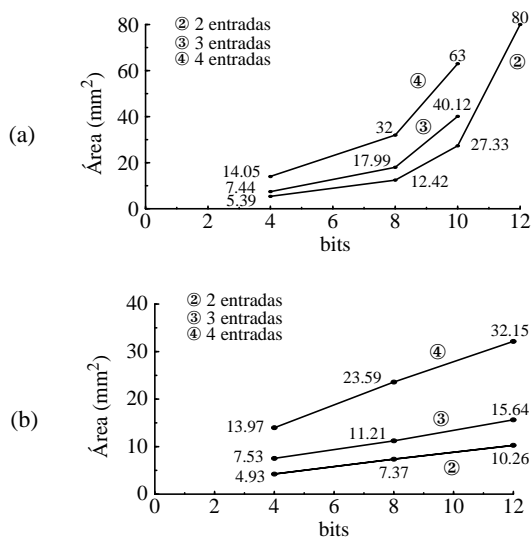 (a)
Área (mm²)
② 2 entradas
③ 3 entradas
④ 4 entradas
80
60
40
20
0
80
②
63
④
40.12
③
32
27.33
17.99
12.42
14.05
7.44
5.39
0 2 4 6 8 10 12
bits
(b)
Área (mm²)
② 2 entradas
③ 3 entradas
④ 4 entradas
40
30
20
10
0
32.15
④
23.59
13.97
15.64
③
11.21
7.53
10.26
②
7.37
4.93
0 2 4 6 8 10 12
bits